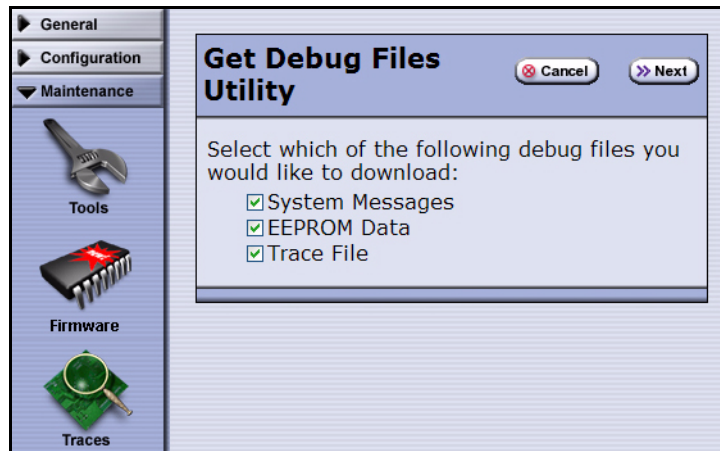 General
Configuration
Maintenance
Tools
Firmware
Traces
Get Debug Files
Utility
Cancel
Next
Select which of the following debug files you
would like to download:
System Messages
EEPROM Data
Trace File